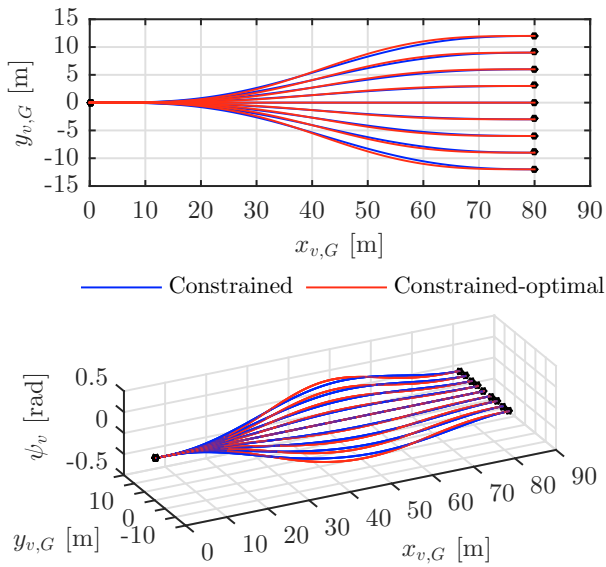 15
10
5
0
-5
-10
-15
y_{v,G} [m]
0 10 20 30 40 50 60 70 80 90
x_{v,G} [m]
Constrained Constrained-optimal
0.5
0
-0.5
ψ_v [rad]
10
0
-10
y_{v,G} [m]
0 10 20 30 40 50 60 70 80 90
x_{v,G} [m]